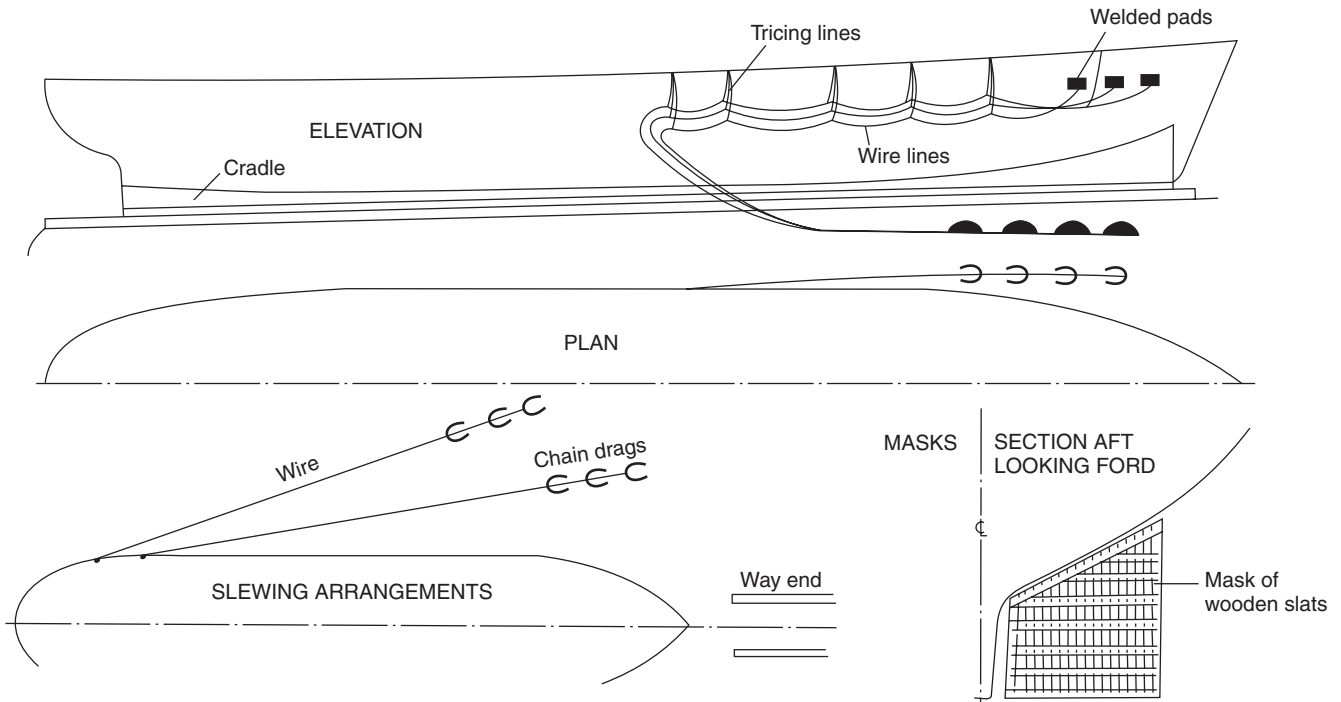 Welded pads
Tricing lines
ELEVATION
Wire lines
Cradle
PLAN
Wire
Chain drags
MASKS
SECTION AFT
LOOKING FORD
℄
SLEWING ARRANGEMENTS
Way end
Mask of
wooden slats